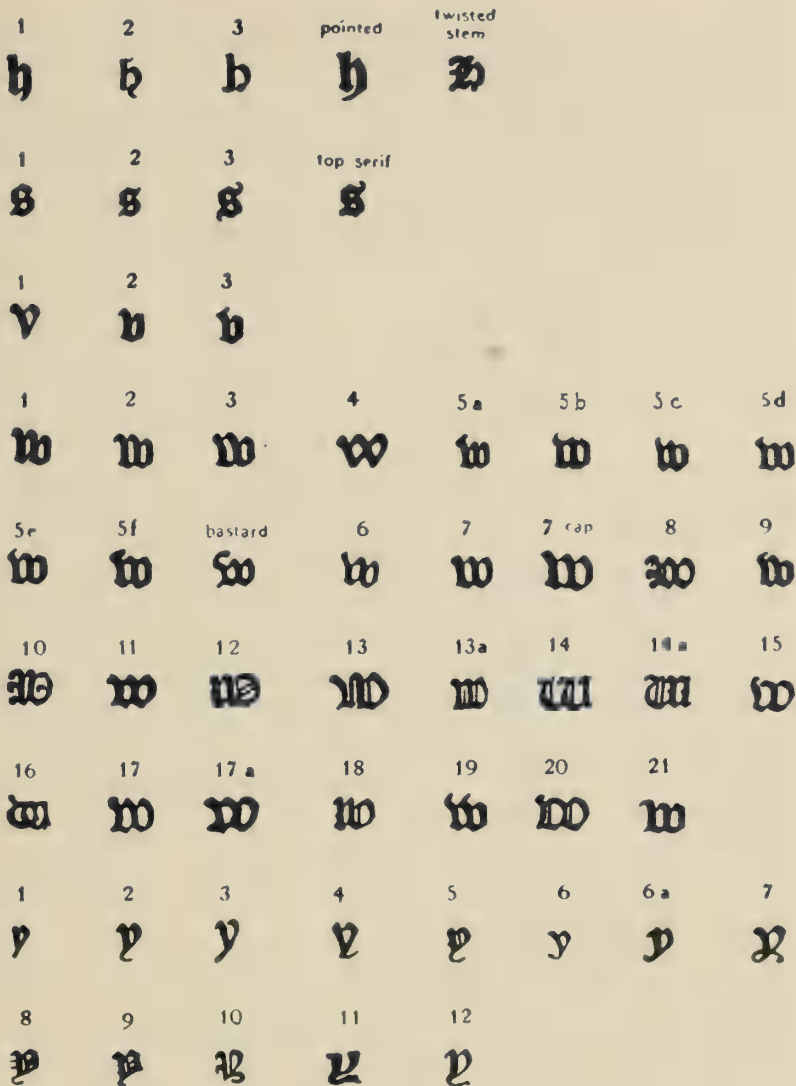 1 2 3 pointed twisted stem
h h h h h
1 2 3 top serif
s s s s
1 2 3
v v v
1 2 3 4 5a 5b 5c 5d
w w w w w w w w
5e 5f bastard 6 7 7 cap 8 9
w w w w w w w w
10 11 12 13 13a 14 14a 15
w w w w w w w w
16 17 17a 18 19 20 21
w w w w w w w
1 2 3 4 5 6 6a 7
y y y y y y y y
8 9 10 11 12
y y y y y